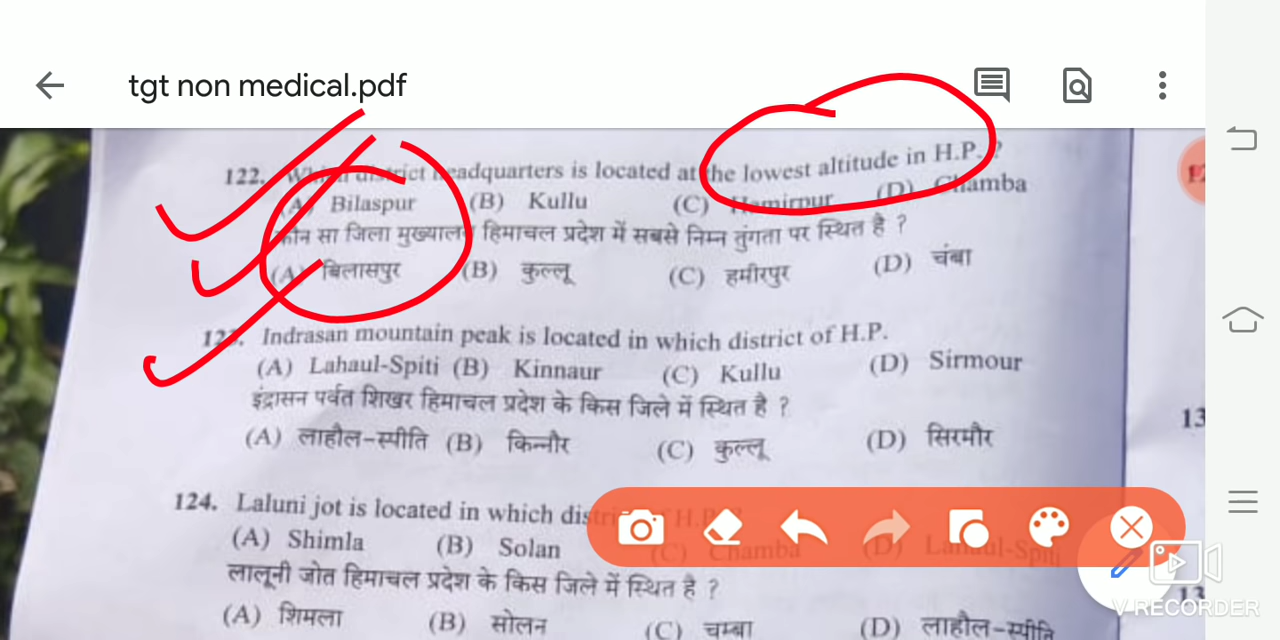 tgt non medical.pdf
122. Which district headquarters is located at the lowest altitude in H.P. ?
(A) Bilaspur (B) Kullu (C) Hamirpur (D) Chamba
कौन सा जिला मुख्यालय हिमाचल प्रदेश में सबसे निम्न तुंगता पर स्थित है ?
(A) बिलासपुर (B) कुल्लू (C) हमीरपुर (D) चंबा
123. Indrasan mountain peak is located in which district of H.P.
(A) Lahaul-Spiti (B) Kinnaur (C) Kullu (D) Sirmour
इंद्रासन पर्वत शिखर हिमाचल प्रदेश के किस जिले में स्थित है ?
(A) लाहौल-स्पीति (B) किन्नौर (C) कुल्लू (D) सिरमौर
13
124. Laluni jot is located in which district of H.P. ?
(A) Shimla (B) Solan (C) Chamba (D) Lahaul-Spiti
लालूनी जोत हिमाचल प्रदेश के किस जिले में स्थित है ?
(A) शिमला (B) सोलन (C) चम्बा (D) लाहौल-स्पीति
13
V RECORDER